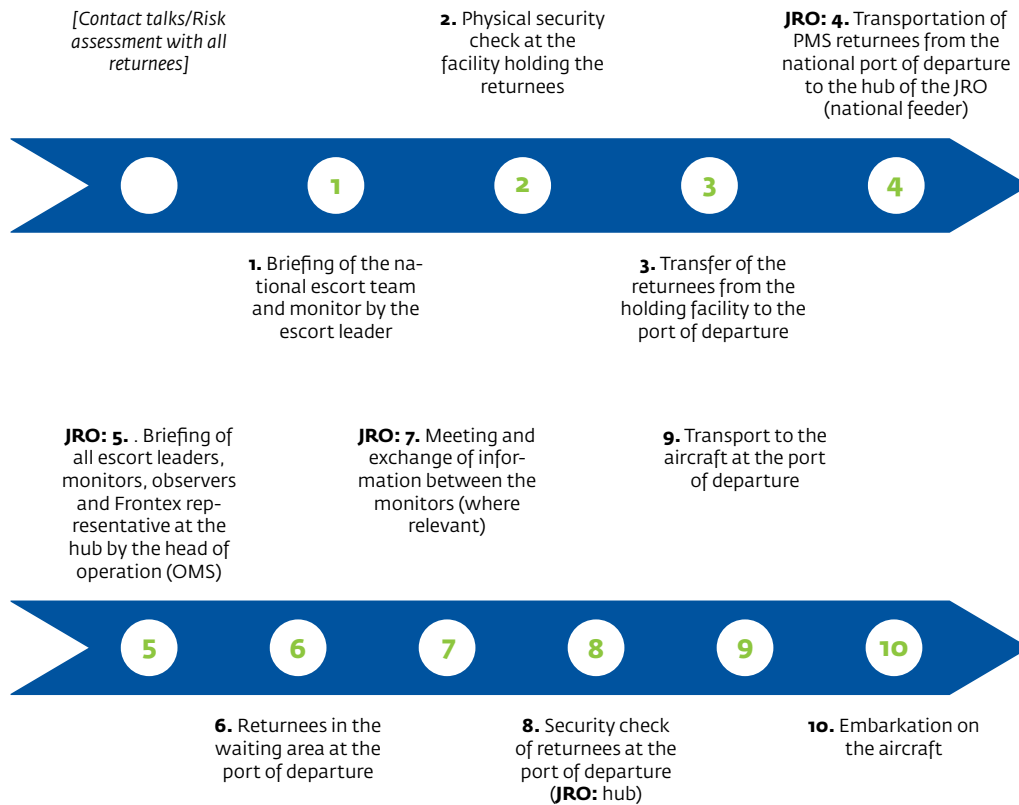 [Contact talks/Risk
assessment with all
returnees]
2. Physical security
check at the
facility holding the
returnees
JRO: 4. Transportation of
PMS returnees from the
national port of departure
to the hub of the JRO
(national feeder)
1
2
3
4
1. Briefing of the na-
tional escort team
and monitor by the
escort leader
3. Transfer of the
returnees from the
holding facility to the
port of departure
JRO: 5. . Briefing of
all escort leaders,
monitors, observers
and Frontex rep-
resentative at the
hub by the head of
operation (OMS)
JRO: 7. Meeting and
exchange of infor-
mation between the
monitors (where
relevant)
9. Transport to the
aircraft at the port
of departure
5
6
7
8
9
10
6. Returnees in the
waiting area at the
port of departure
8. Security check
of returnees at the
port of departure
(JRO: hub)
10. Embarkation on
the aircraft